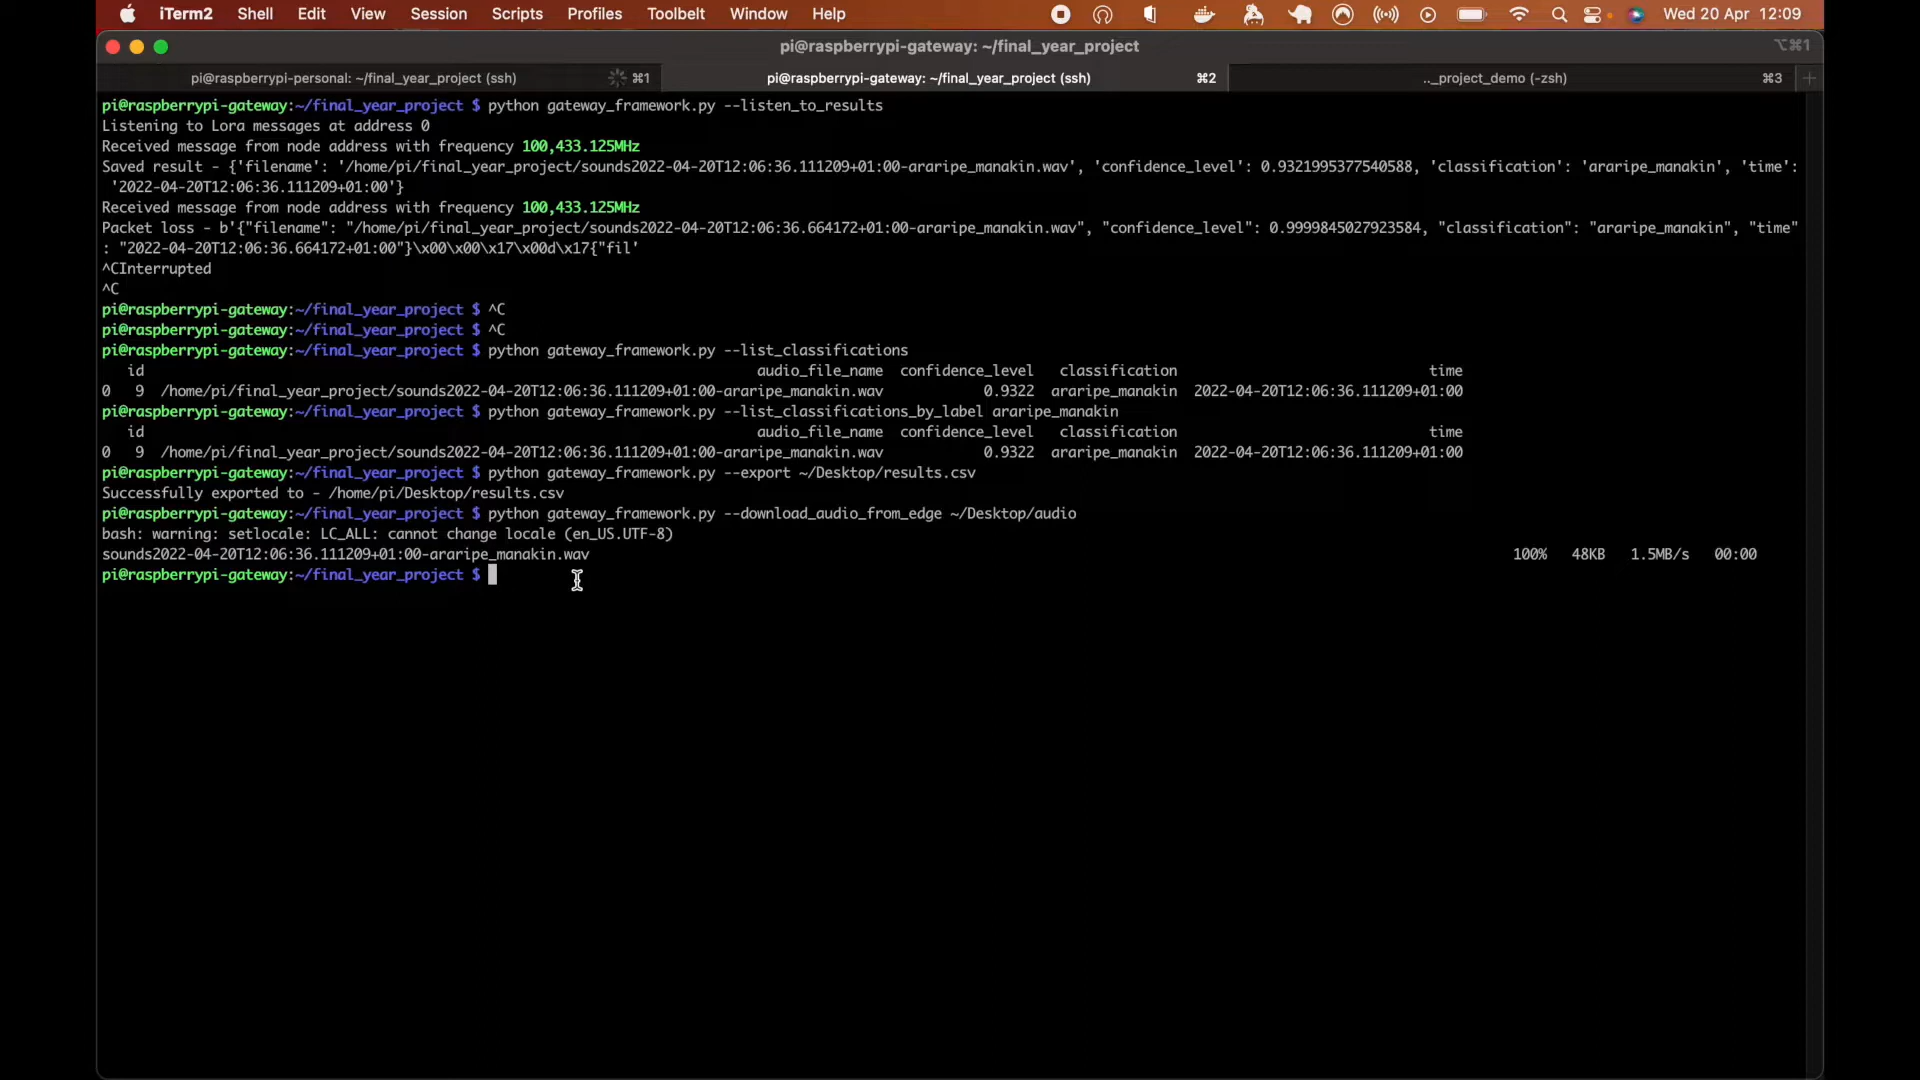 iTerm2 Shell Edit View Session Scripts Profiles Toolbelt Window Help Wed 20 Apr 12:09
pi@raspberrypi-gateway: ~/final_year_project ⌥⌘1
pi@raspberrypi-personal: ~/final_year_project (ssh) ⌘1 pi@raspberrypi-gateway: ~/final_year_project (ssh) ⌘2 .._project_demo (-zsh) ⌘3
pi@raspberrypi-gateway:~/final_year_project $ python gateway_framework.py --listen_to_results
Listening to Lora messages at address 0
Received message from node address with frequency 100,433.125MHz
Saved result - {'filename': '/home/pi/final_year_project/sounds2022-04-20T12:06:36.111209+01:00-araripe_manakin.wav', 'confidence_level': 0.9321995377540588, 'classification': 'araripe_manakin', 'time':
'2022-04-20T12:06:36.111209+01:00'}
Received message from node address with frequency 100,433.125MHz
Packet loss - b'{"filename": "/home/pi/final_year_project/sounds2022-04-20T12:06:36.664172+01:00-araripe_manakin.wav", "confidence_level": 0.9999845027923584, "classification": "araripe_manakin", "time"
: "2022-04-20T12:06:36.664172+01:00"}\x00\x00\x17\x00d\x17{"fil'
^CInterrupted
^C
pi@raspberrypi-gateway:~/final_year_project $ ^C
pi@raspberrypi-gateway:~/final_year_project $ ^C
pi@raspberrypi-gateway:~/final_year_project $ python gateway_framework.py --list_classifications
id audio_file_name confidence_level classification time
0 9 /home/pi/final_year_project/sounds2022-04-20T12:06:36.111209+01:00-araripe_manakin.wav 0.9322 araripe_manakin 2022-04-20T12:06:36.111209+01:00
pi@raspberrypi-gateway:~/final_year_project $ python gateway_framework.py --list_classifications_by_label araripe_manakin
id audio_file_name confidence_level classification time
0 9 /home/pi/final_year_project/sounds2022-04-20T12:06:36.111209+01:00-araripe_manakin.wav 0.9322 araripe_manakin 2022-04-20T12:06:36.111209+01:00
pi@raspberrypi-gateway:~/final_year_project $ python gateway_framework.py --export ~/Desktop/results.csv
Successfully exported to - /home/pi/Desktop/results.csv
pi@raspberrypi-gateway:~/final_year_project $ python gateway_framework.py --download_audio_from_edge ~/Desktop/audio
bash: warning: setlocale: LC_ALL: cannot change locale (en_US.UTF-8)
sounds2022-04-20T12:06:36.111209+01:00-araripe_manakin.wav 100% 48KB 1.5MB/s 00:00
pi@raspberrypi-gateway:~/final_year_project $